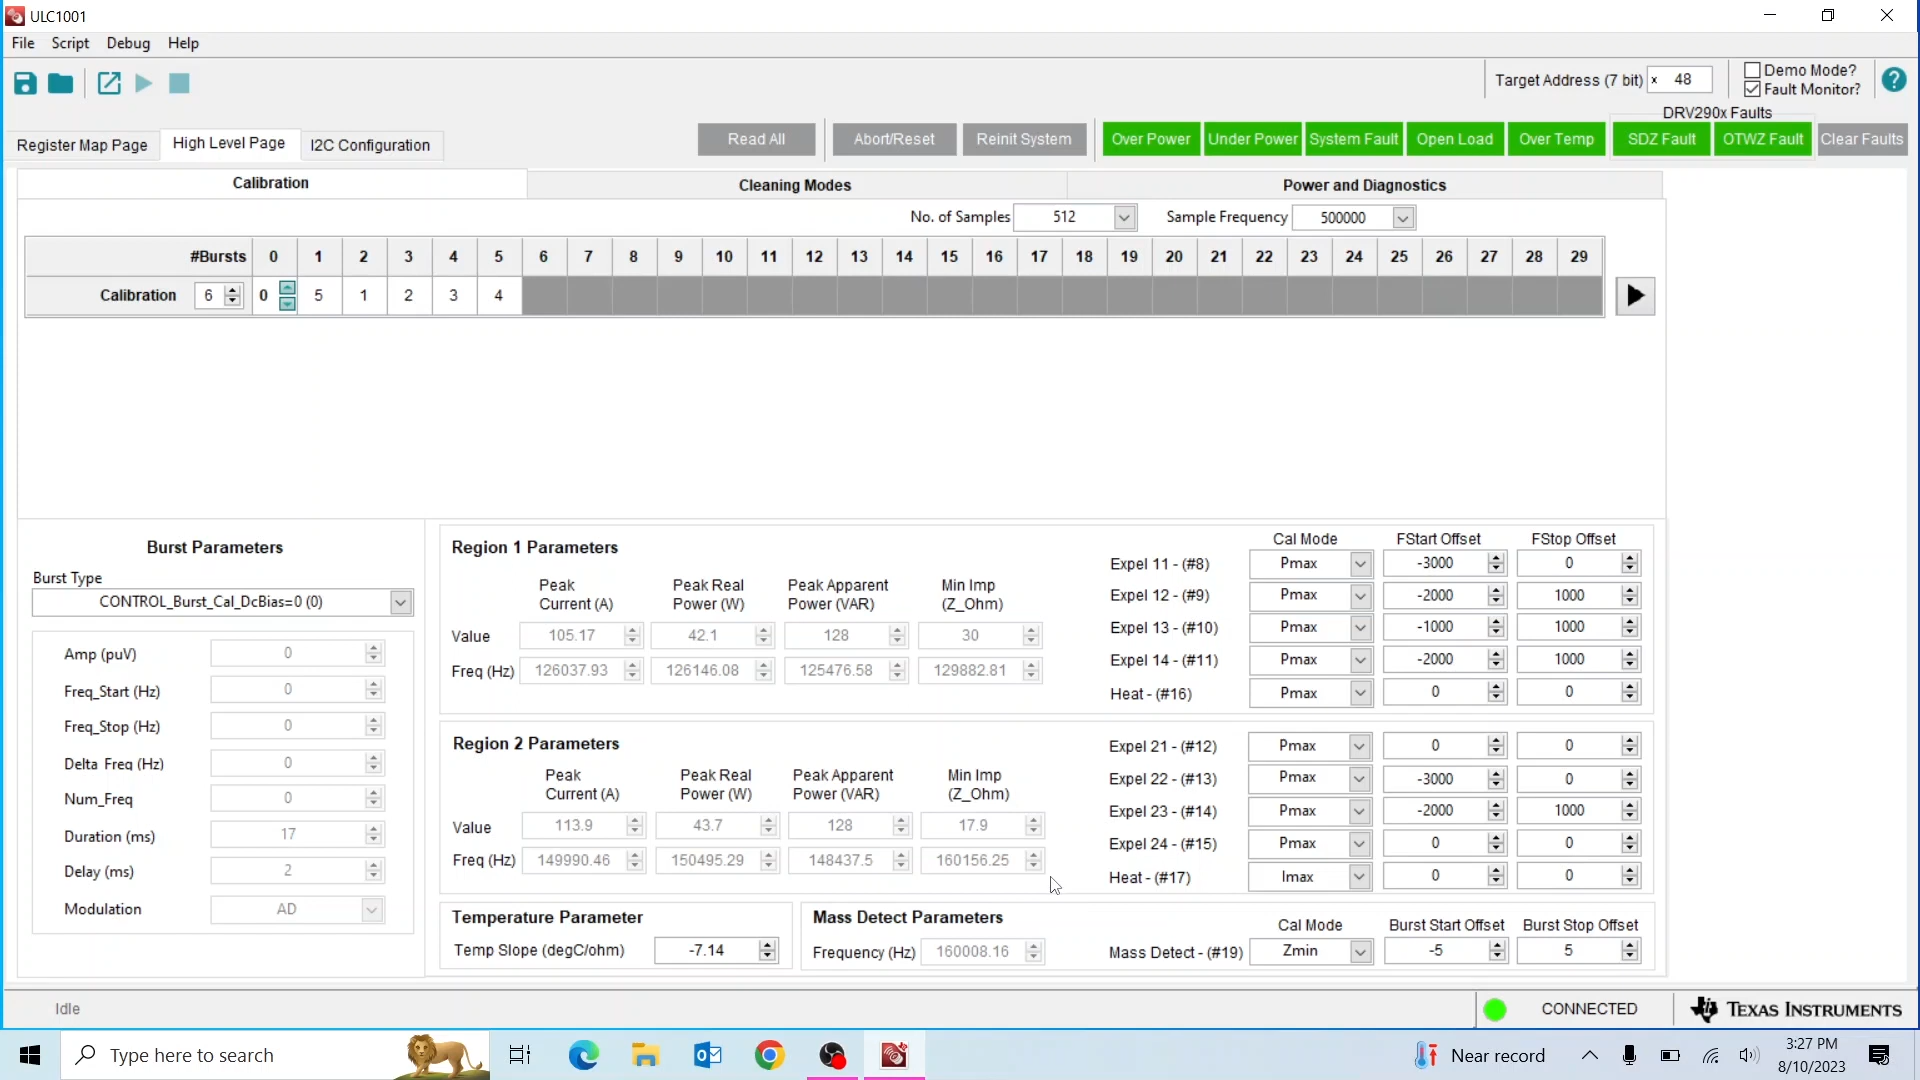 ULC1001
File Script Debug Help
Target Address (7 bit) x 48
Demo Mode?
Fault Monitor?
DRV290x Faults
Register Map Page High Level Page I2C Configuration
Read All Abort/Reset Reinit System Over Power Under Power System Fault Open Load Over Temp SDZ Fault OTWZ Fault Clear Faults
Calibration Cleaning Modes Power and Diagnostics
No. of Samples 512 Sample Frequency 500000
#Bursts 0 1 2 3 4 5 6 7 8 9 10 11 12 13 14 15 16 17 18 19 20 21 22 23 24 25 26 27 28 29
Calibration 6 0 5 1 2 3 4
Burst Parameters
Burst Type
CONTROL_Burst_Cal_DcBias=0 (0)
Amp (puV) 0
Freq_Start (Hz) 0
Freq_Stop (Hz) 0
Delta Freq (Hz) 0
Num_Freq 0
Duration (ms) 17
Delay (ms) 2
Modulation AD
Region 1 Parameters
Peak Current (A) Peak Real Power (W) Peak Apparent Power (VAR) Min Imp (Z_Ohm)
Value 105.17 42.1 128 30
Freq (Hz) 126037.93 126146.08 125476.58 129882.81
Cal Mode FStart Offset FStop Offset
Expel 11 - (#8) Pmax -3000 0
Expel 12 - (#9) Pmax -2000 1000
Expel 13 - (#10) Pmax -1000 1000
Expel 14 - (#11) Pmax -2000 1000
Heat - (#16) Pmax 0 0
Region 2 Parameters
Peak Current (A) Peak Real Power (W) Peak Apparent Power (VAR) Min Imp (Z_Ohm)
Value 113.9 43.7 128 17.9
Freq (Hz) 149990.46 150495.29 148437.5 160156.25
Expel 21 - (#12) Pmax 0 0
Expel 22 - (#13) Pmax -3000 0
Expel 23 - (#14) Pmax -2000 1000
Expel 24 - (#15) Pmax 0 0
Heat - (#17) Imax 0 0
Temperature Parameter
Temp Slope (degC/ohm) -7.14
Mass Detect Parameters
Frequency (Hz) 160008.16
Cal Mode Burst Start Offset Burst Stop Offset
Mass Detect - (#19) Zmin -5 5
Idle
CONNECTED
TEXAS INSTRUMENTS
Type here to search
Near record
3:27 PM
8/10/2023